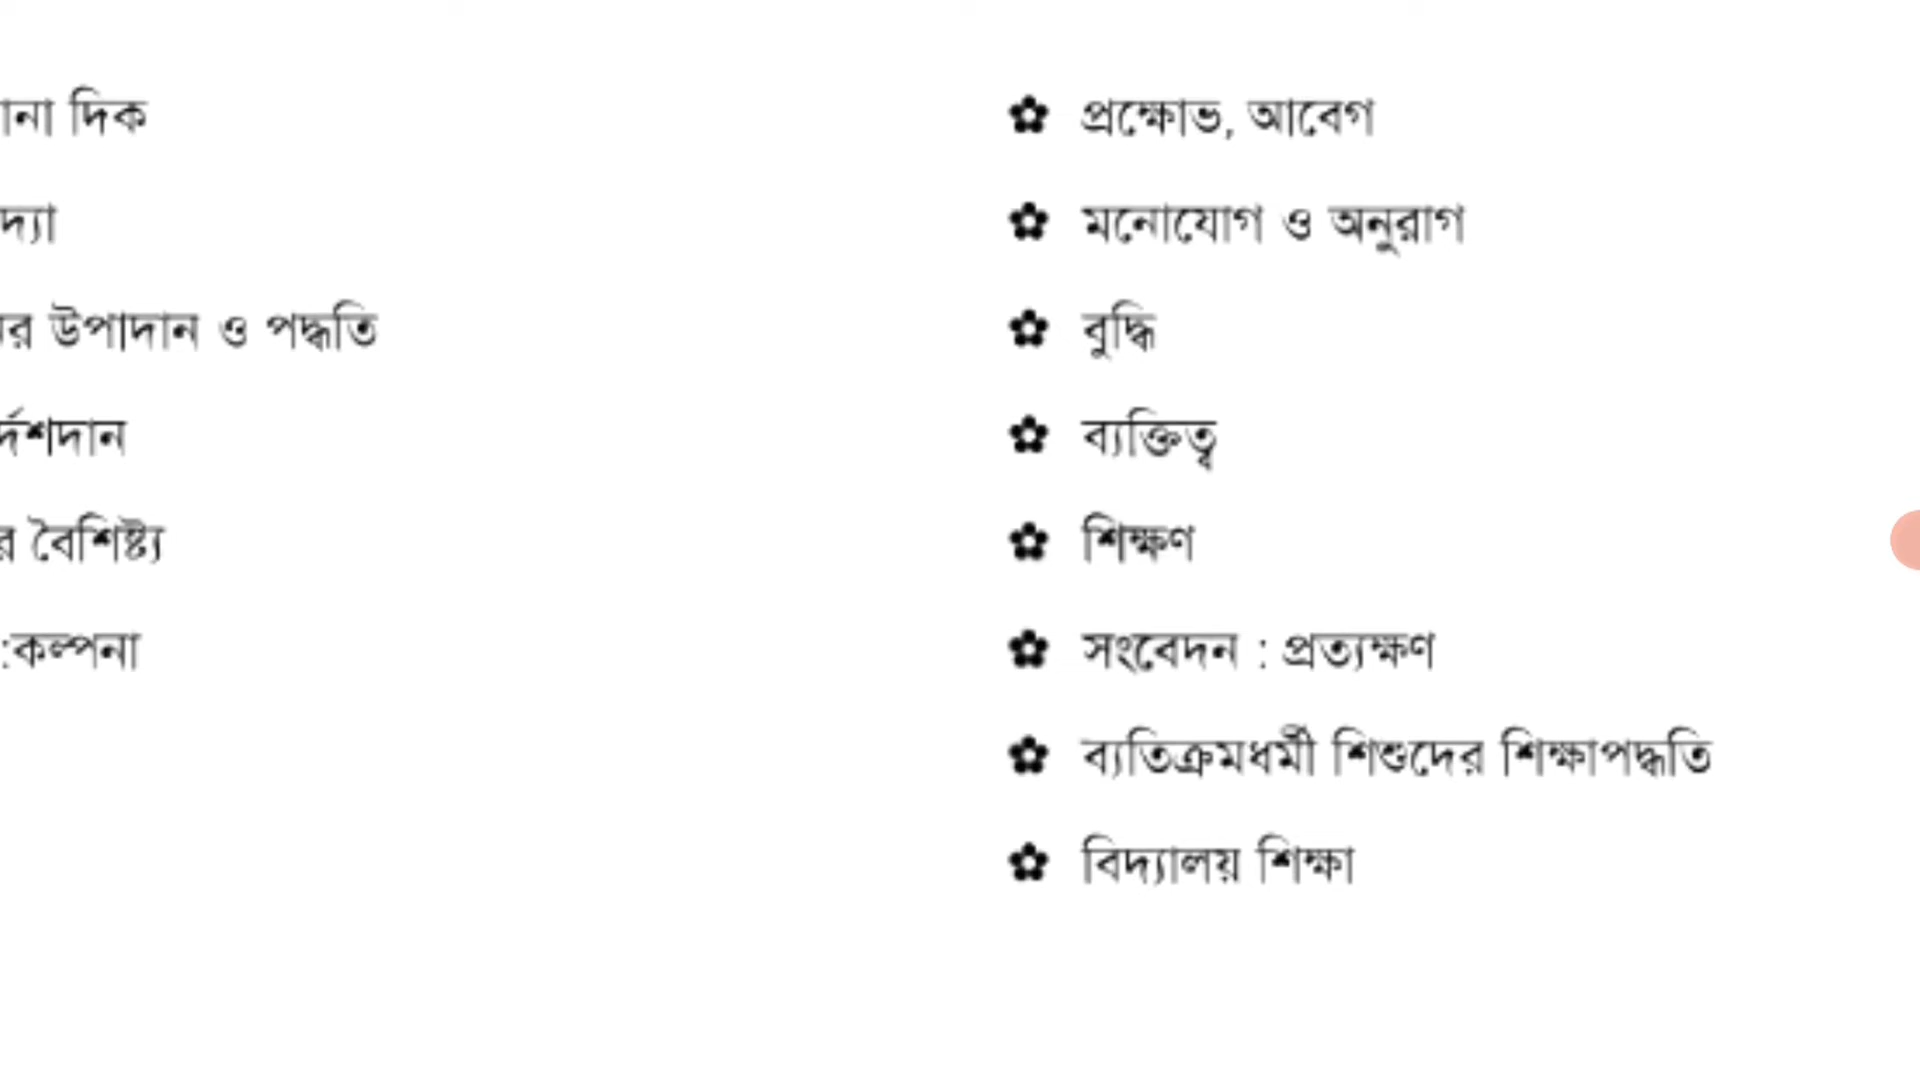 দিক
উপাদান ও পদ্ধতি
বৈশিষ্ট্য
:কল্পনা
✿ প্রক্ষোভ, আবেগ
✿ মনোযোগ ও অনুরাগ
✿ বুদ্ধি
✿ ব্যক্তিত্ব
✿ শিক্ষণ
✿ সংবেদন : প্রত্যক্ষণ
✿ ব্যতিক্রমধর্মী শিশুদের শিক্ষাপদ্ধতি
✿ বিদ্যালয় শিক্ষা